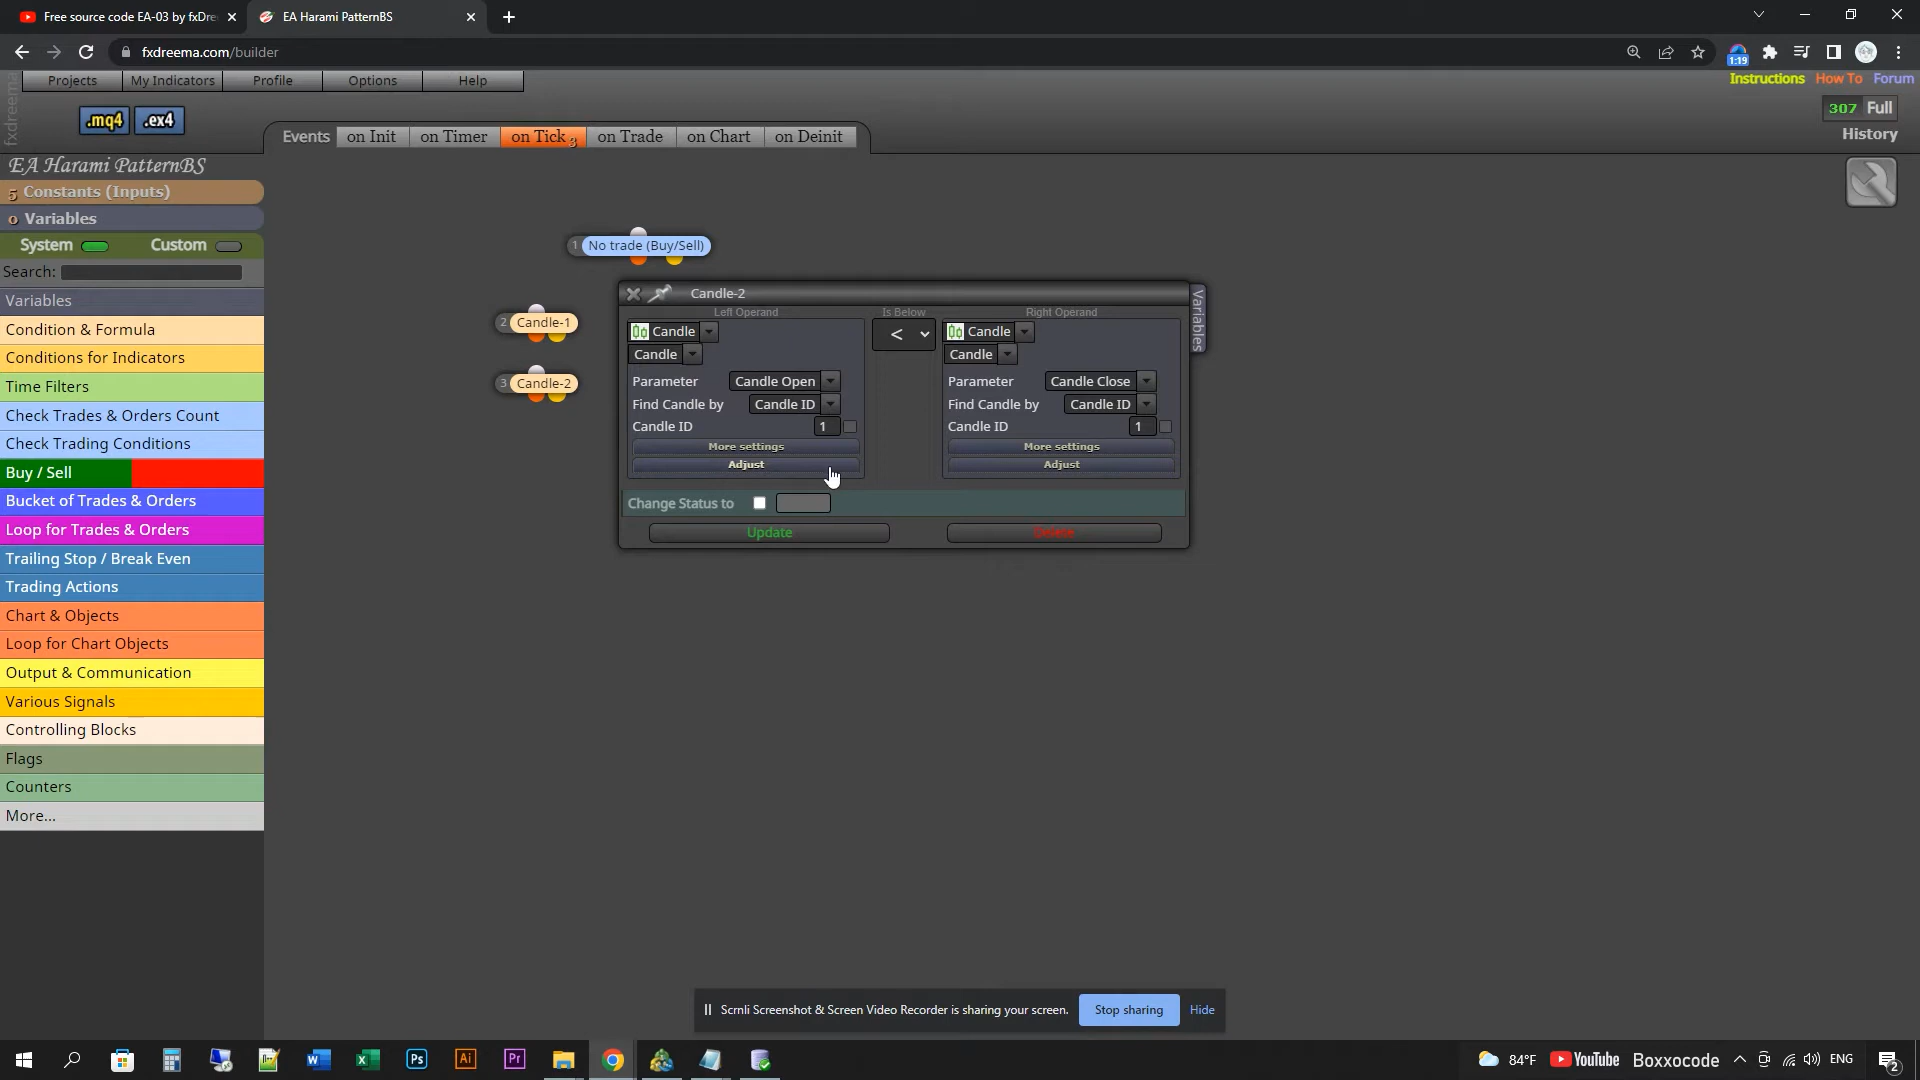 Free source code EA-03 by fxDre
EA Harami PatternBS
fxdreema.com/builder
1:19
Projects
My Indicators
Profile
Options
Help
Instructions
How To
Forum
fxdreema
.mq4
.ex4
307 Full
History
Events
on Init
on Timer
on Tick 3
on Trade
on Chart
on Deinit
EA Harami PatternBS
5 Constants (Inputs)
0 Variables
System
Custom
Search:
Variables
Condition & Formula
Conditions for Indicators
Time Filters
Check Trades & Orders Count
Check Trading Conditions
Buy / Sell
Bucket of Trades & Orders
Loop for Trades & Orders
Trailing Stop / Break Even
Trading Actions
Chart & Objects
Loop for Chart Objects
Output & Communication
Various Signals
Controlling Blocks
Flags
Counters
More...
1 No trade (Buy/Sell)
2 Candle-1
3 Candle-2
Candle-2
Left Operand
Is Below
Right Operand
Candle
Candle
Parameter Candle Open
Find Candle by Candle ID
Candle ID 1
More settings
Adjust
<
Candle
Candle
Parameter Candle Close
Find Candle by Candle ID
Candle ID 1
More settings
Adjust
Variables
Change Status to
Update
Delete
Scrnli Screenshot & Screen Video Recorder is sharing your screen.
Stop sharing
Hide
84°F
YouTube
Boxxocode
ENG
2